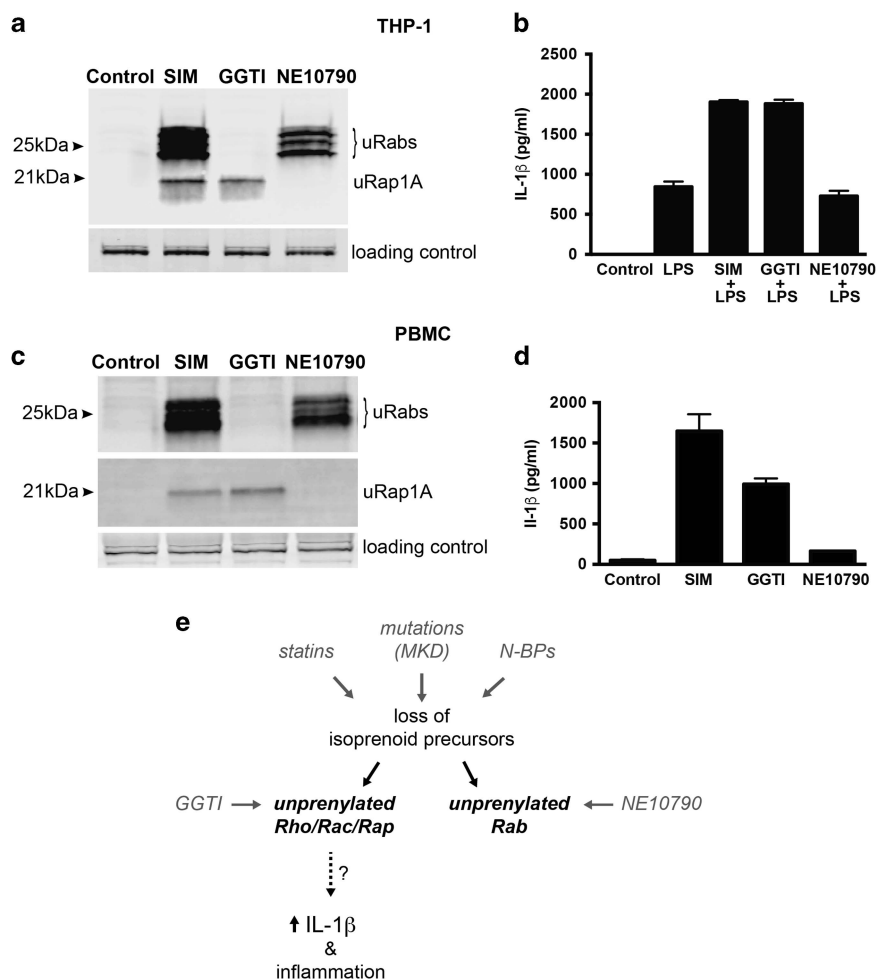 a
THP-1
Control SIM GGTI NE10790
25kDa
uRabs
21kDa
uRap1A
loading control
b
2500
2000
1500
1000
500
0
IL-1β (pg/ml)
Control LPS SIM GGTI NE10790
+ + +
LPS LPS LPS
PBMC
c
Control SIM GGTI NE10790
25kDa
uRabs
21kDa
uRap1A
loading control
d
2000
1500
1000
500
0
Il-1β (pg/ml)
Control SIM GGTI NE10790
e
mutations
statins (MKD) N-BPs
loss of
isoprenoid precursors
GGTI unprenylated unprenylated NE10790
Rho/Rac/Rap Rab
?
IL-1β
&
inflammation